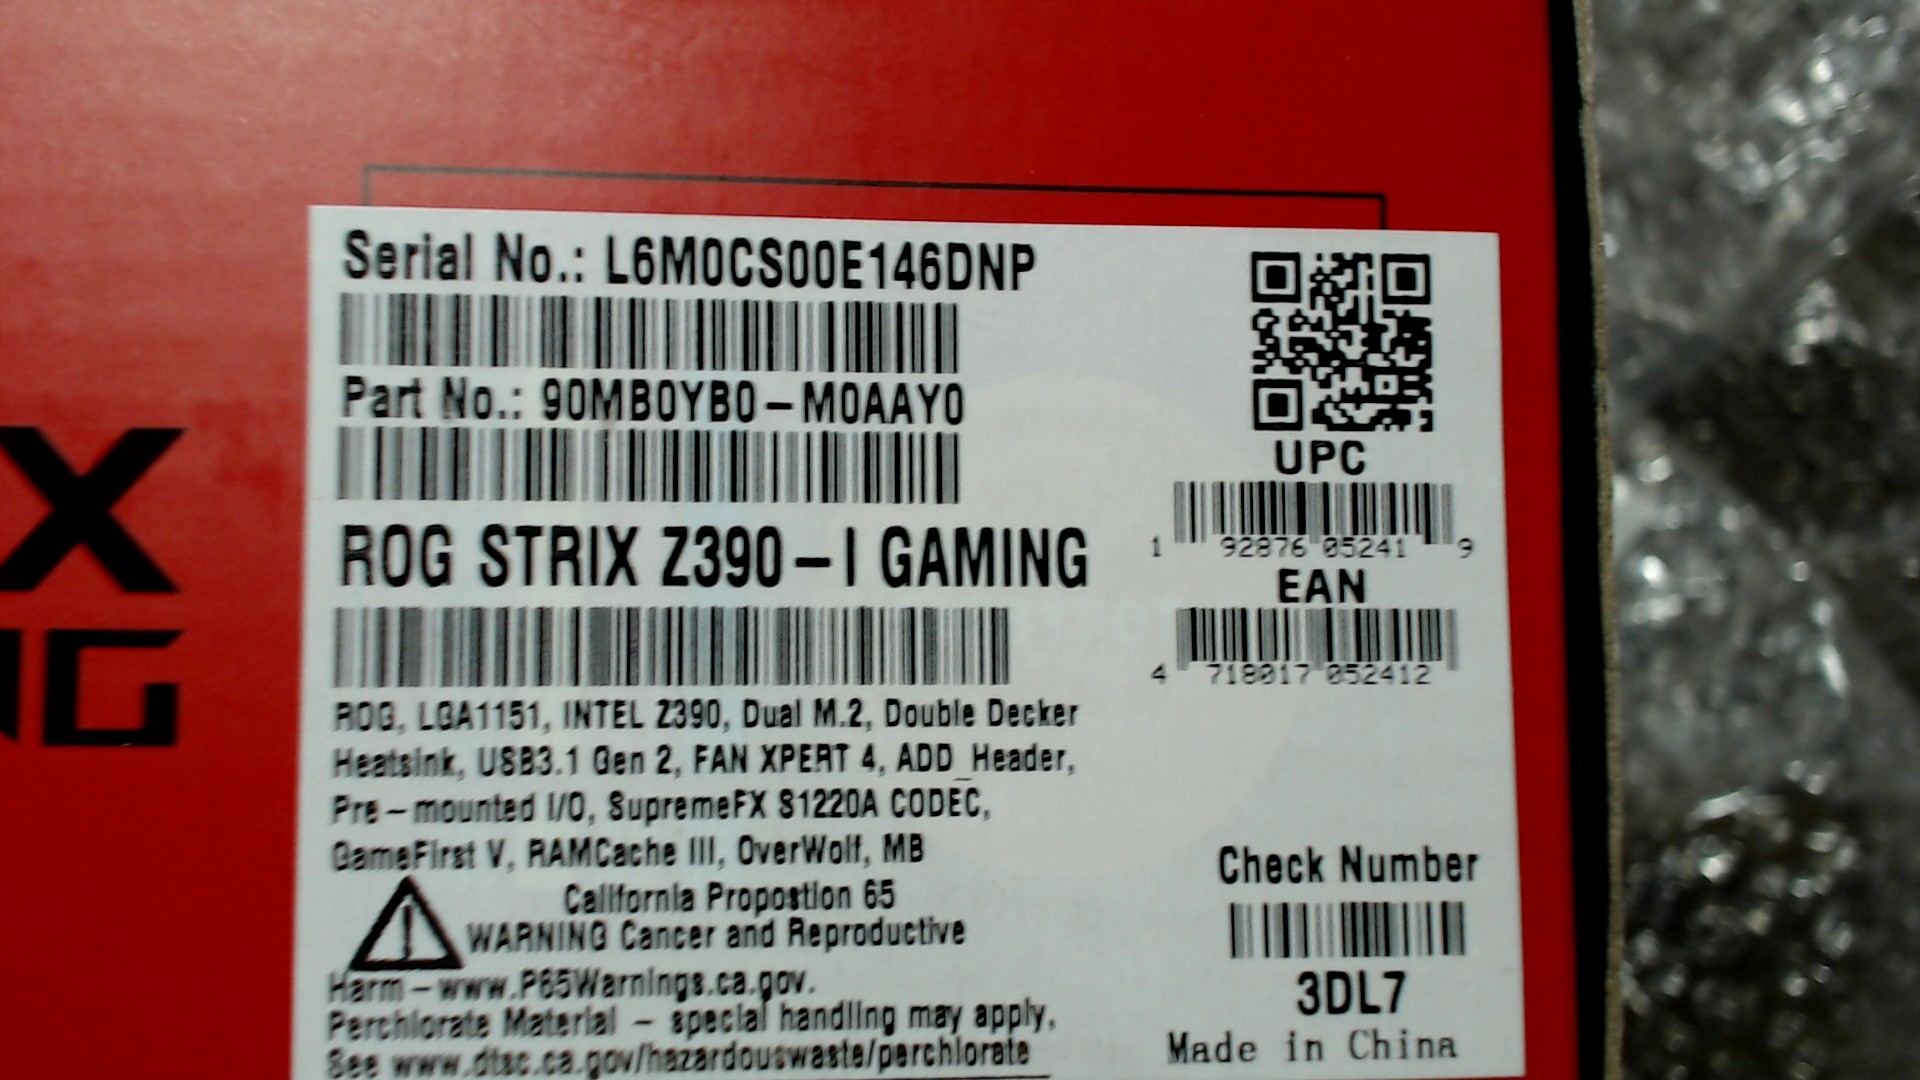 X
NG
Serial No.: L6M0CS00E146DNP
Part No.: 90MB0YB0-M0AAY0
ROG STRIX Z390-I GAMING
ROG, LGA1151, INTEL Z390, Dual M.2, Double Decker
Heatsink, USB3.1 Gen 2, FAN XPERT 4, ADD_Header,
Pre-mounted I/O, SupremeFX S1220A CODEC,
GameFirst V, RAMCache III, OverWolf, MB
California Propostion 65
WARNING Cancer and Reproductive
Harm-www.P65Warnings.ca.gov.
Perchlorate Material - special handling may apply,
See www.dtsc.ca.gov/hazardouswaste/perchlorate
UPC
1 92876 05241 9
EAN
4 718017 052412
Check Number
3DL7
Made in China